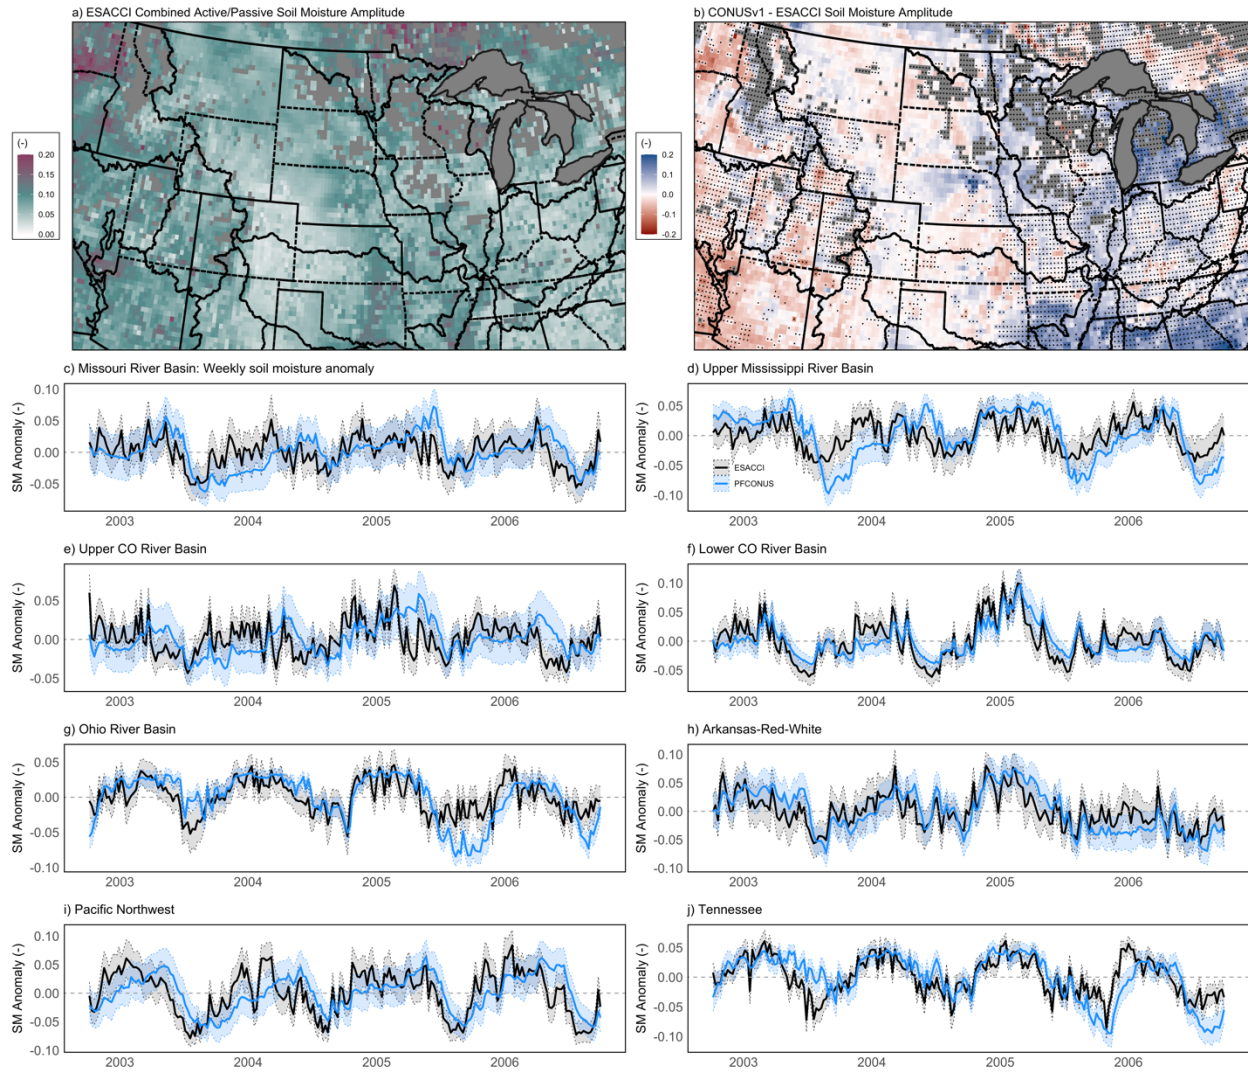 a) ESACCI Combined Active/Passive Soil Moisture Amplitude
(-)
0.20
0.15
0.10
0.05
0.00
b) CONUSv1 - ESACCI Soil Moisture Amplitude
(-)
0.2
0.1
0.0
-0.1
-0.2
c) Missouri River Basin: Weekly soil moisture anomaly
SM Anomaly (-)
0.10
0.05
0.00
-0.05
2003 2004 2005 2006
d) Upper Mississippi River Basin
SM Anomaly (-)
0.05
0.00
-0.05
-0.10
ESACCI
PFCONUS
2003 2004 2005 2006
e) Upper CO River Basin
SM Anomaly (-)
0.05
0.00
-0.05
2003 2004 2005 2006
f) Lower CO River Basin
SM Anomaly (-)
0.10
0.05
0.00
-0.05
2003 2004 2005 2006
g) Ohio River Basin
SM Anomaly (-)
0.05
0.00
-0.05
-0.10
2003 2004 2005 2006
h) Arkansas-Red-White
SM Anomaly (-)
0.10
0.05
0.00
-0.05
-0.10
2003 2004 2005 2006
i) Pacific Northwest
SM Anomaly (-)
0.10
0.05
0.00
-0.05
-0.10
2003 2004 2005 2006
j) Tennessee
SM Anomaly (-)
0.05
0.00
-0.05
-0.10
2003 2004 2005 2006